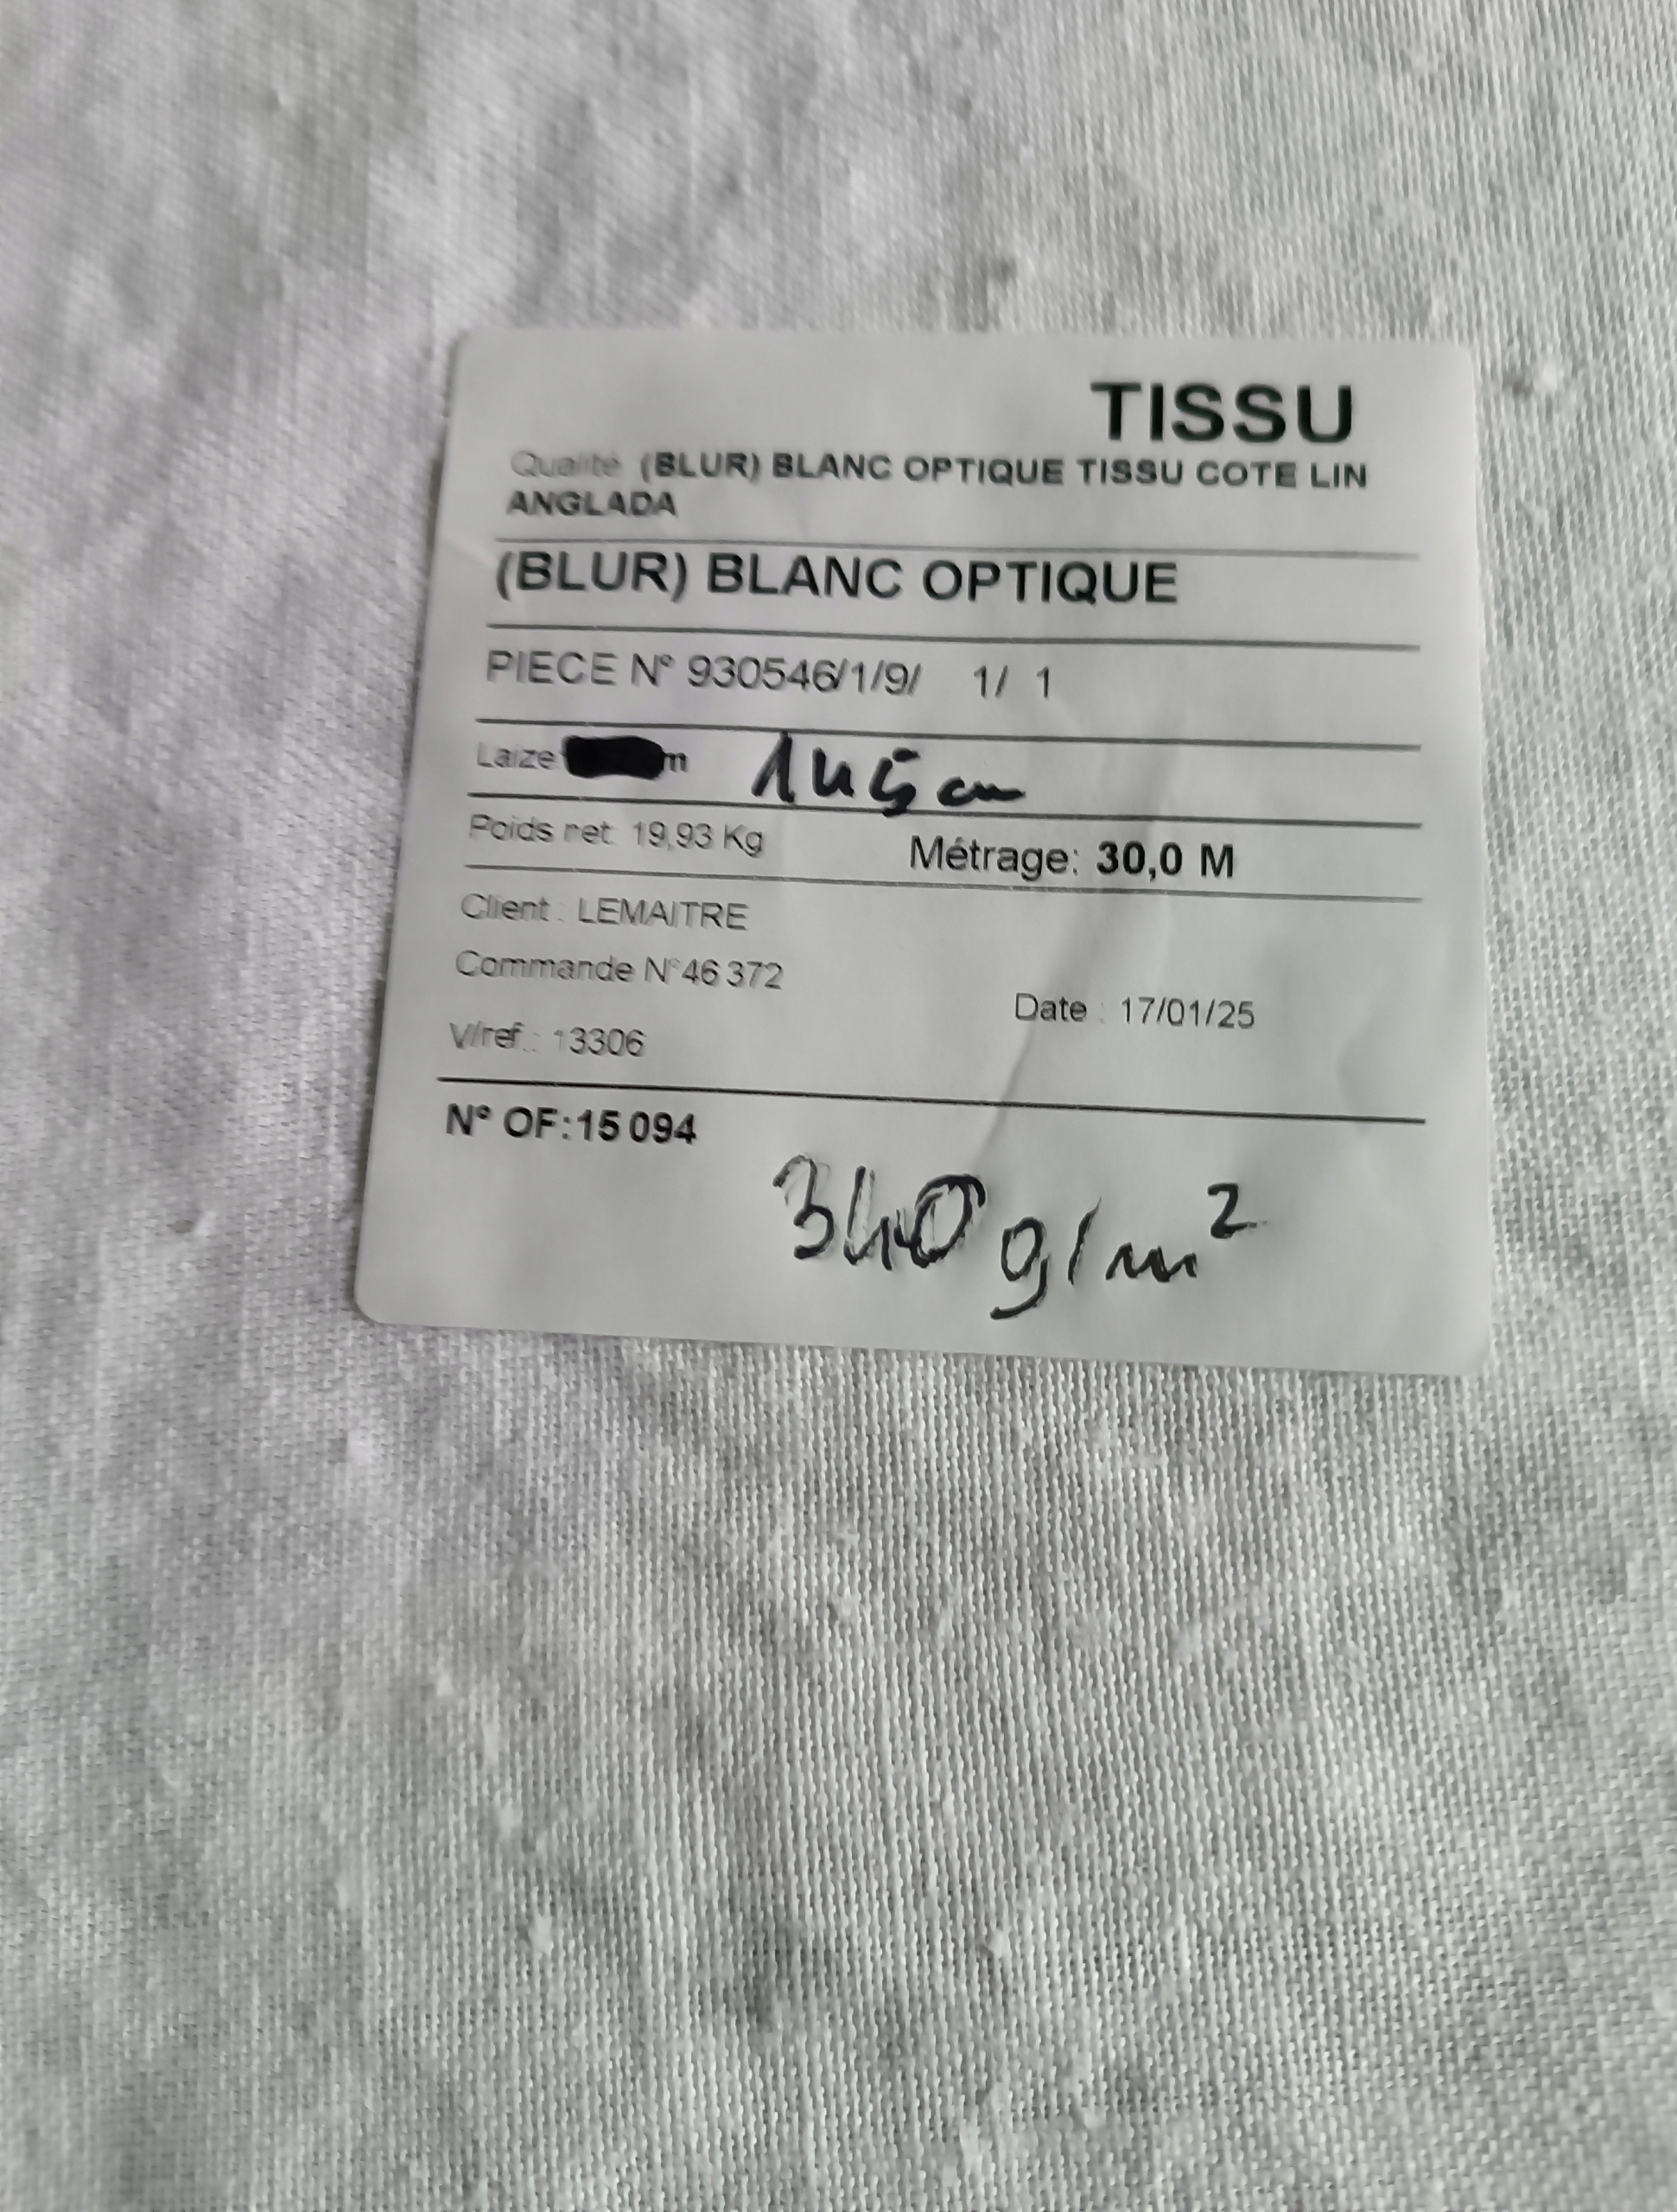 TISSU
Qualité (BLUR) BLANC OPTIQUE TISSU COTE LIN
ANGLADA
(BLUR) BLANC OPTIQUE
PIECE N° 930546/1/9/ 1/ 1
Laize m 145 cm
Poids net 19,93 Kg Métrage: 30,0 M
Client : LEMAITRE
Commande N°46 372
Date : 17/01/25
V/ref.: 13306
N° OF:15 094
340 g/m²